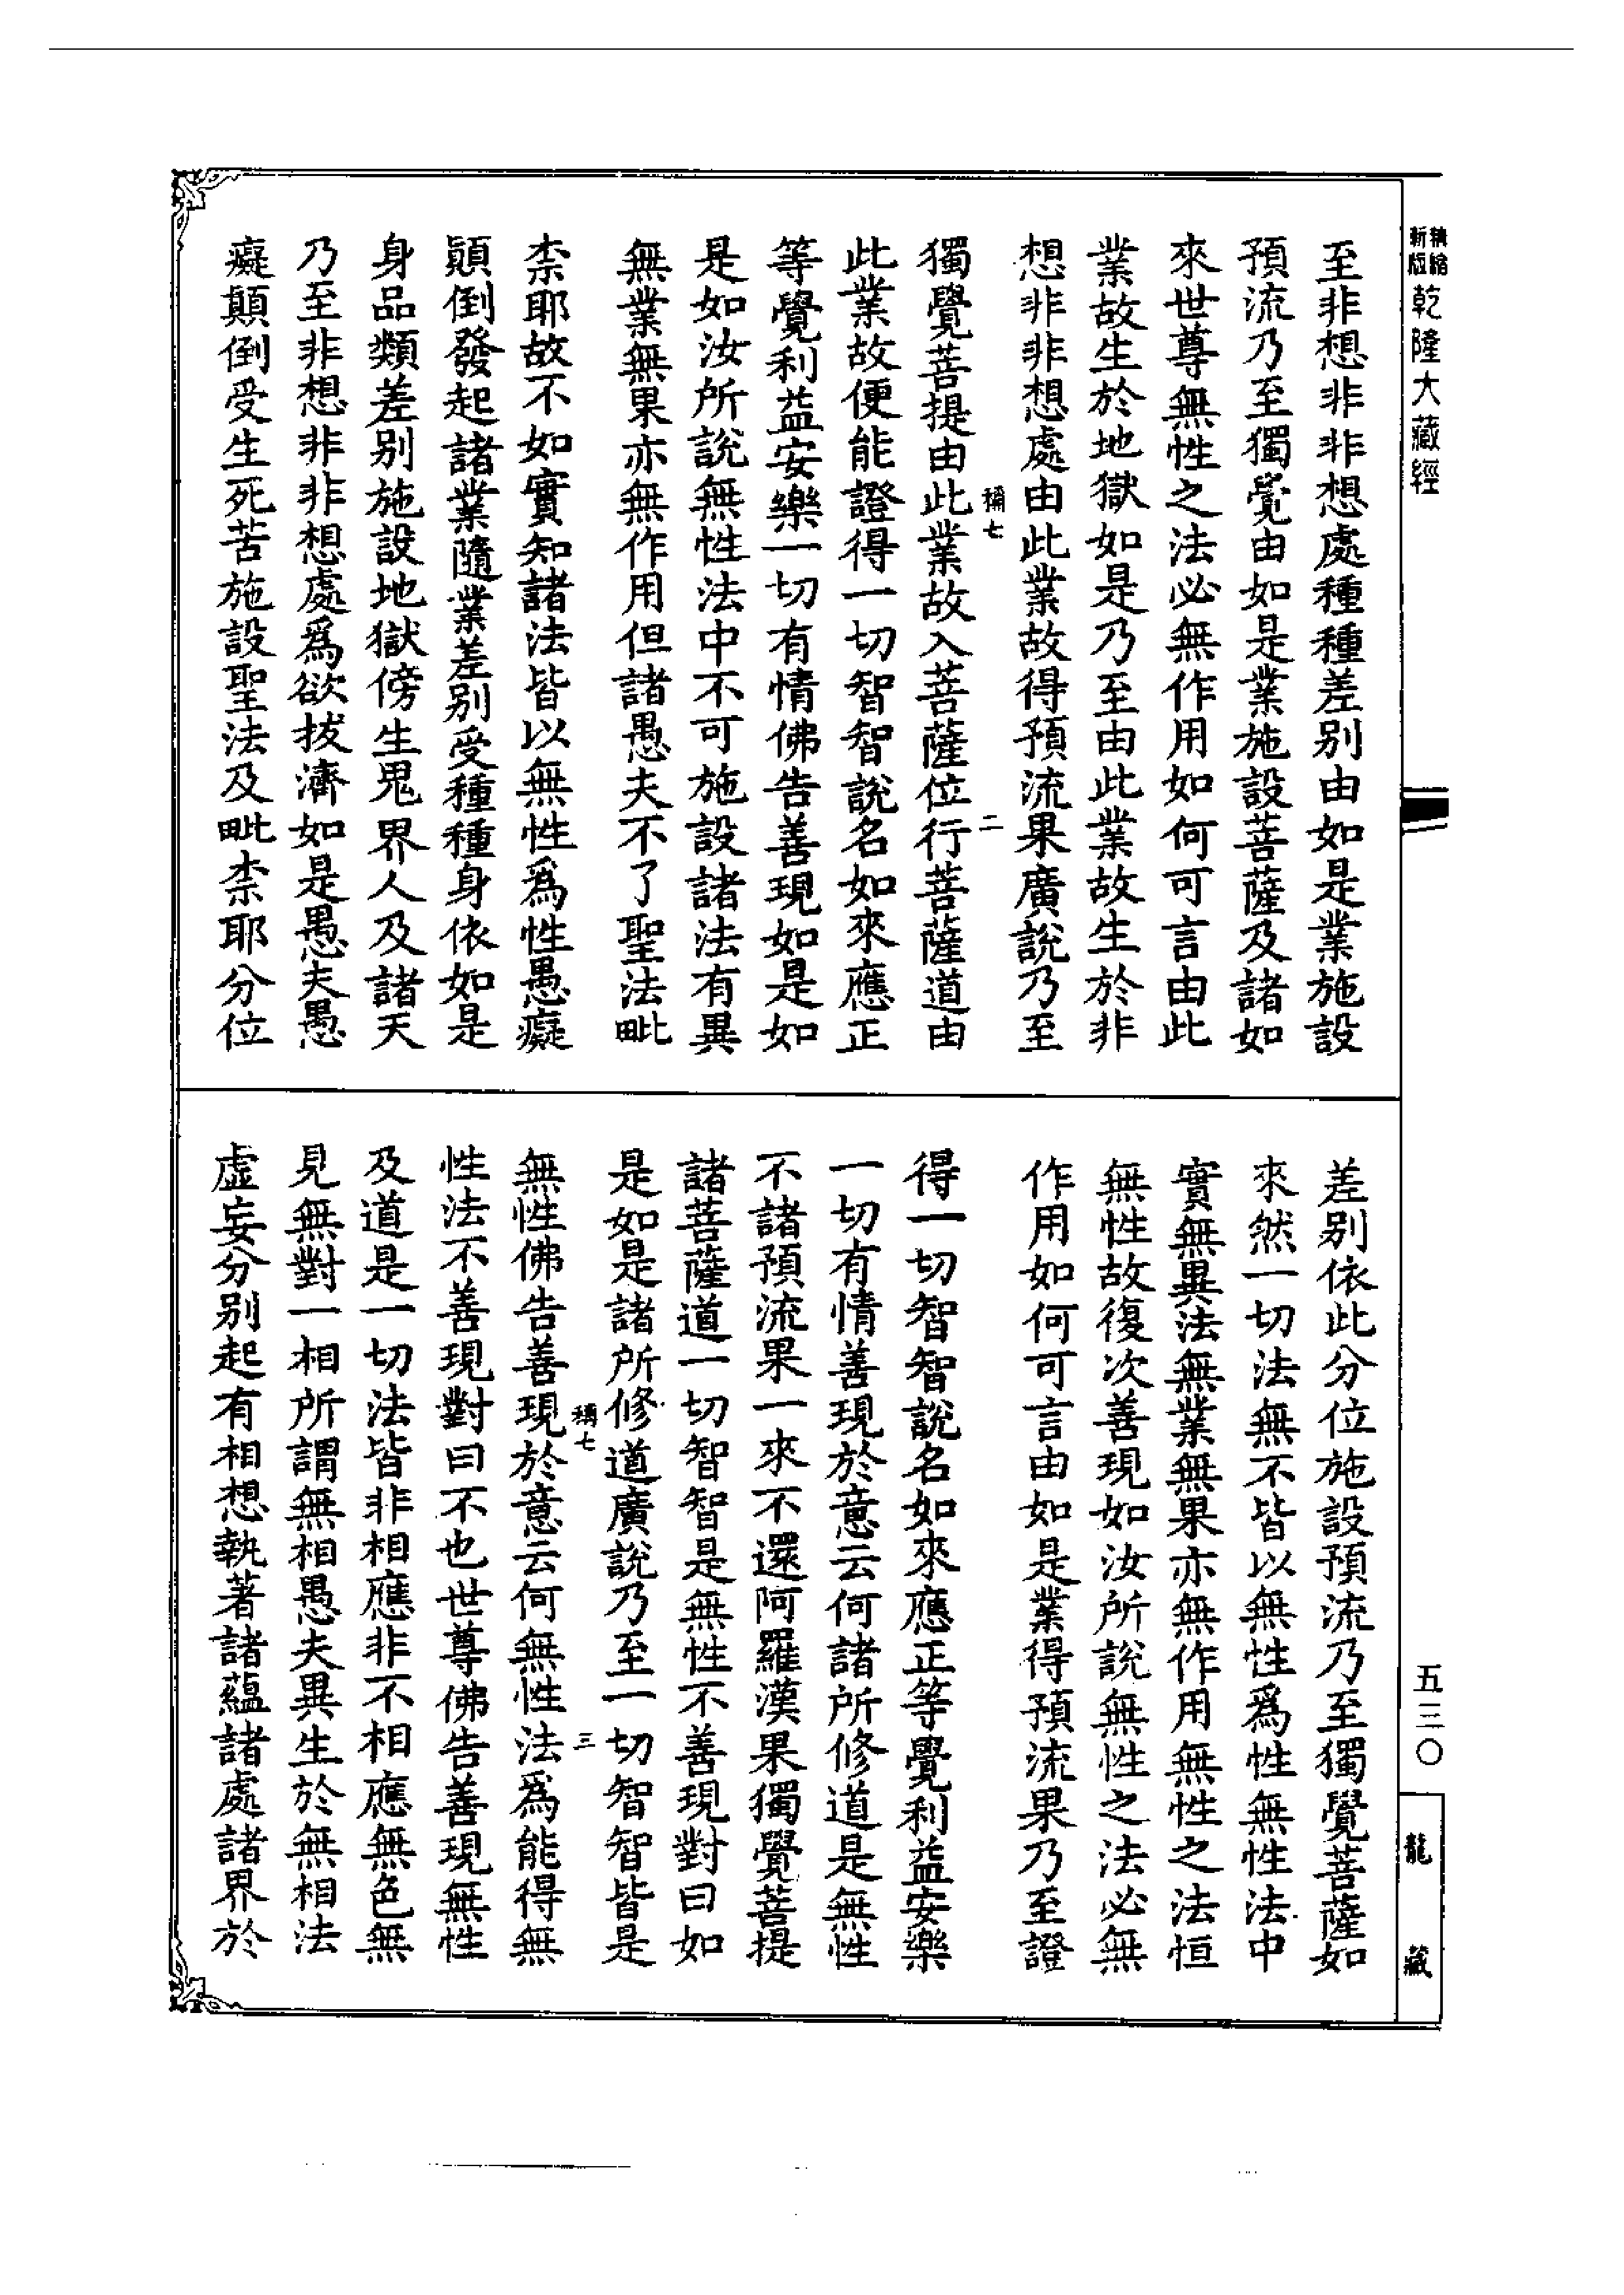 精縮
新版
乾隆大藏經
至非想非非想處種種差別由如是業施設
預流乃至獨覺由如是業施設菩薩及諸如
來世尊無性之法必無作用如何可言由此
業故生於地獄如是乃至由此業故生於非
想非非想處由此業故得預流果廣說乃至
稱七
二
獨覺菩提由此業故入菩薩位行菩薩道由
此業故便能證得一切智智說名如來應正
等覺利益安樂一切有情佛告善現如是如
是如汝所說無性法中不可施設諸法有異
無業無果亦無作用但諸愚夫不了聖法毗
柰耶故不如實知諸法皆以無性爲性愚癡
顛倒發起諸業隨業差別受種種身依如是
身品類差別施設地獄傍生鬼界人及諸天
乃至非想非非想處爲欲拔濟如是愚夫愚
癡顛倒受生死苦施設聖法及毗柰耶分位
差別依此分位施設預流乃至獨覺菩薩如
來然一切法無不皆以無性爲性無性法中
實無異法無業無果亦無作用無性之法恒
無性故復次善現如汝所說無性之法必無
作用如何可言由如是業得預流果乃至證
得一切智智說名如來應正等覺利益安樂
一切有情善現於意云何諸所修道是無性
不諸預流果一來不還阿羅漢果獨覺菩提
諸菩薩道一切智智是無性不善現對曰如
是如是諸所修道廣說乃至一切智智皆是
稱七
三
無性佛告善現於意云何無性法爲能得無
性法不善現對曰不也世尊佛告善現無性
及道是一切法皆非相應非不相應無色無
見無對一相所謂無相愚夫異生於無相法
虛妄分別起有相想執著諸蘊諸處諸界於
五三〇
龍藏